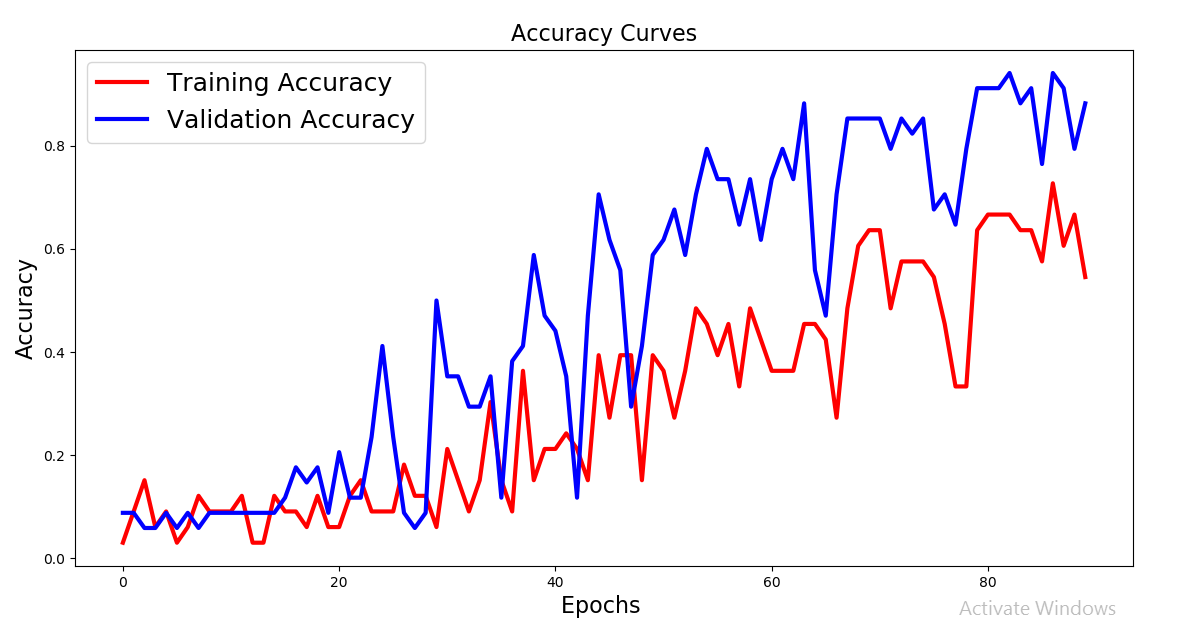 Accuracy Curves
Training Accuracy
Validation Accuracy
0.8
0.6
0.4
0.2
0.0
Accuracy
0 20 40 60 80
Epochs
Activate Windows